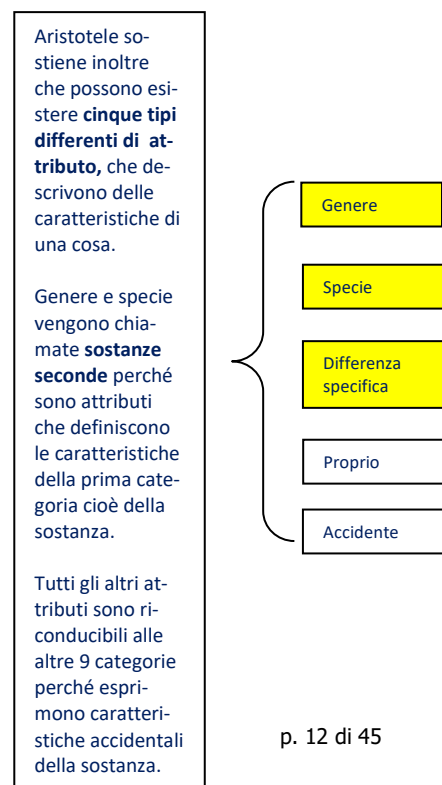 Aristotele so-
stiene inoltre
che possono esi-
stere cinque tipi
differenti di at-
tributo, che de-
scrivono delle
caratteristiche di
una cosa.
Genere e specie
vengono chia-
mate sostanze
seconde perché
sono attributi
che definiscono
le caratteristiche
della prima cate-
goria cioè della
sostanza.
Tutti gli altri at-
tributi sono ri-
conducibili alle
altre 9 categorie
perché espri-
mono caratteri-
stiche accidentali
della sostanza.
Genere
Specie
Differenza
specifica
Proprio
Accidente
p. 12 di 45